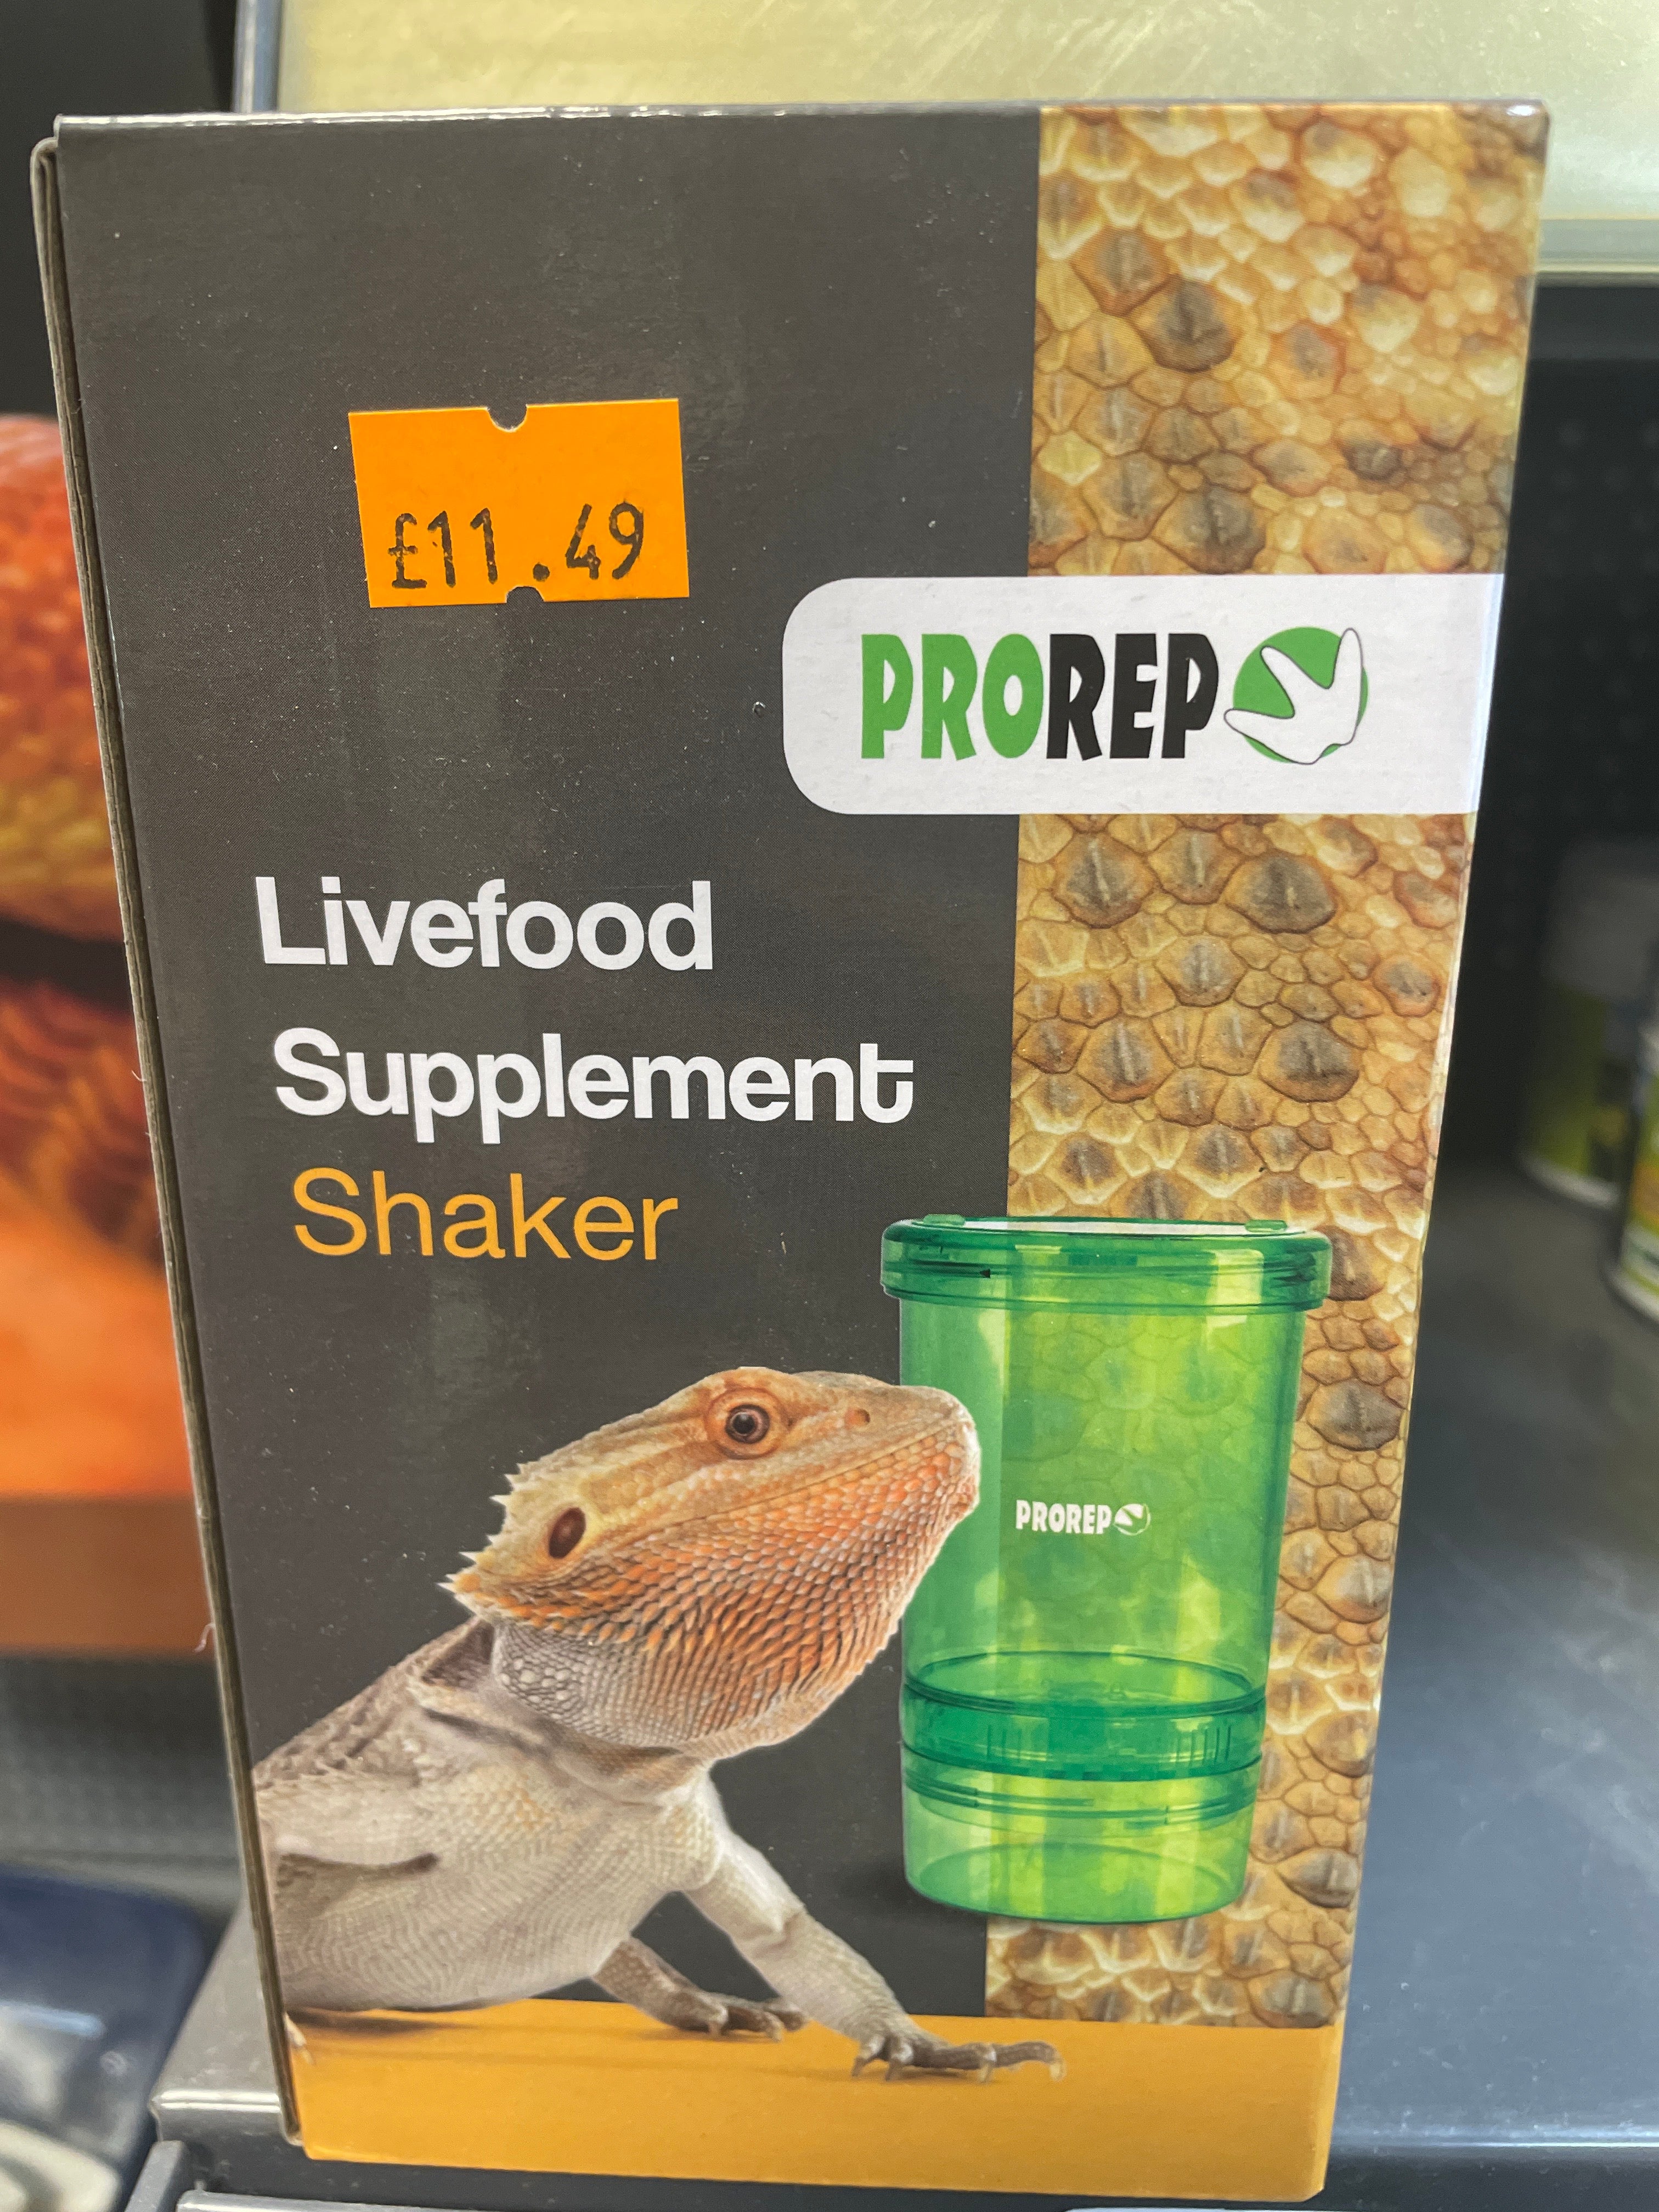 £11.49
PROREP
Livefood
Supplement
Shaker
PROREP